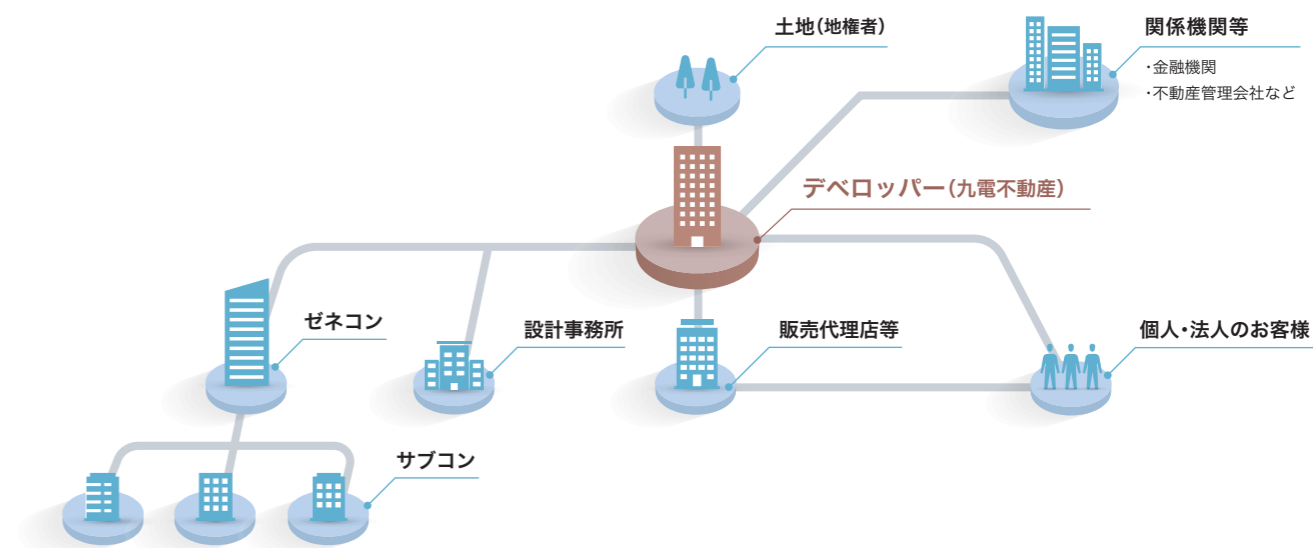 土地（地権者）
関係機関等
・金融機関
・不動産管理会社など
デベロッパー（九電不動産）
ゼネコン
設計事務所
販売代理店等
個人・法人のお客様
サブコン